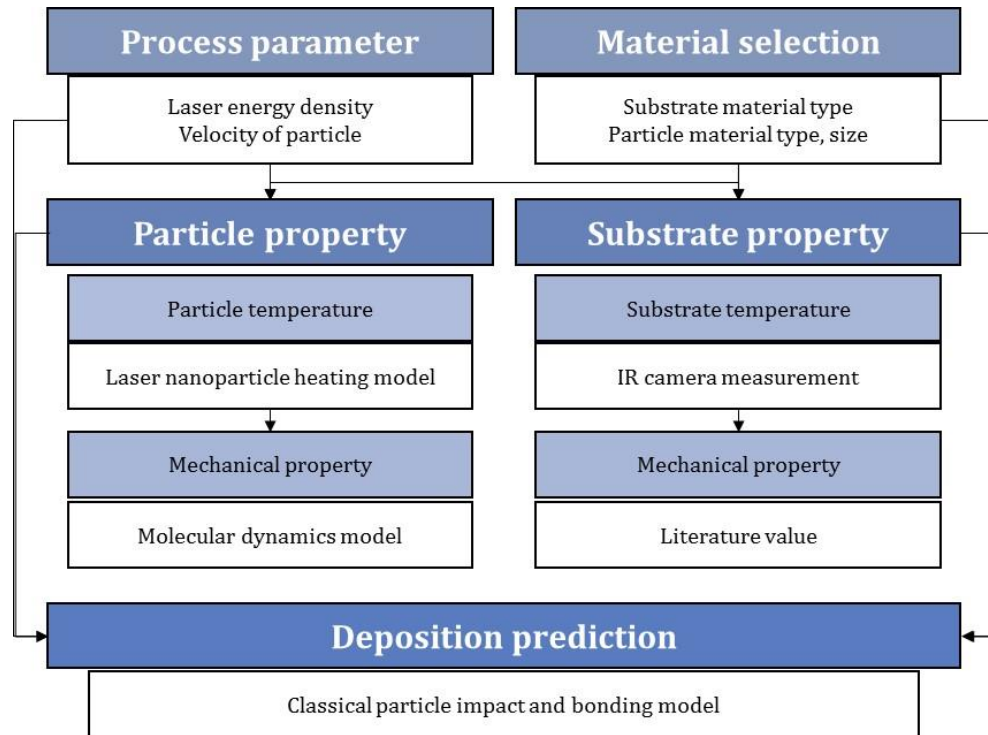 Process parameter
Laser energy density
Velocity of particle
Material selection
Substrate material type
Particle material type, size
Particle property
Particle temperature
Laser nanoparticle heating model
Mechanical property
Molecular dynamics model
Substrate property
Substrate temperature
IR camera measurement
Mechanical property
Literature value
Deposition prediction
Classical particle impact and bonding model